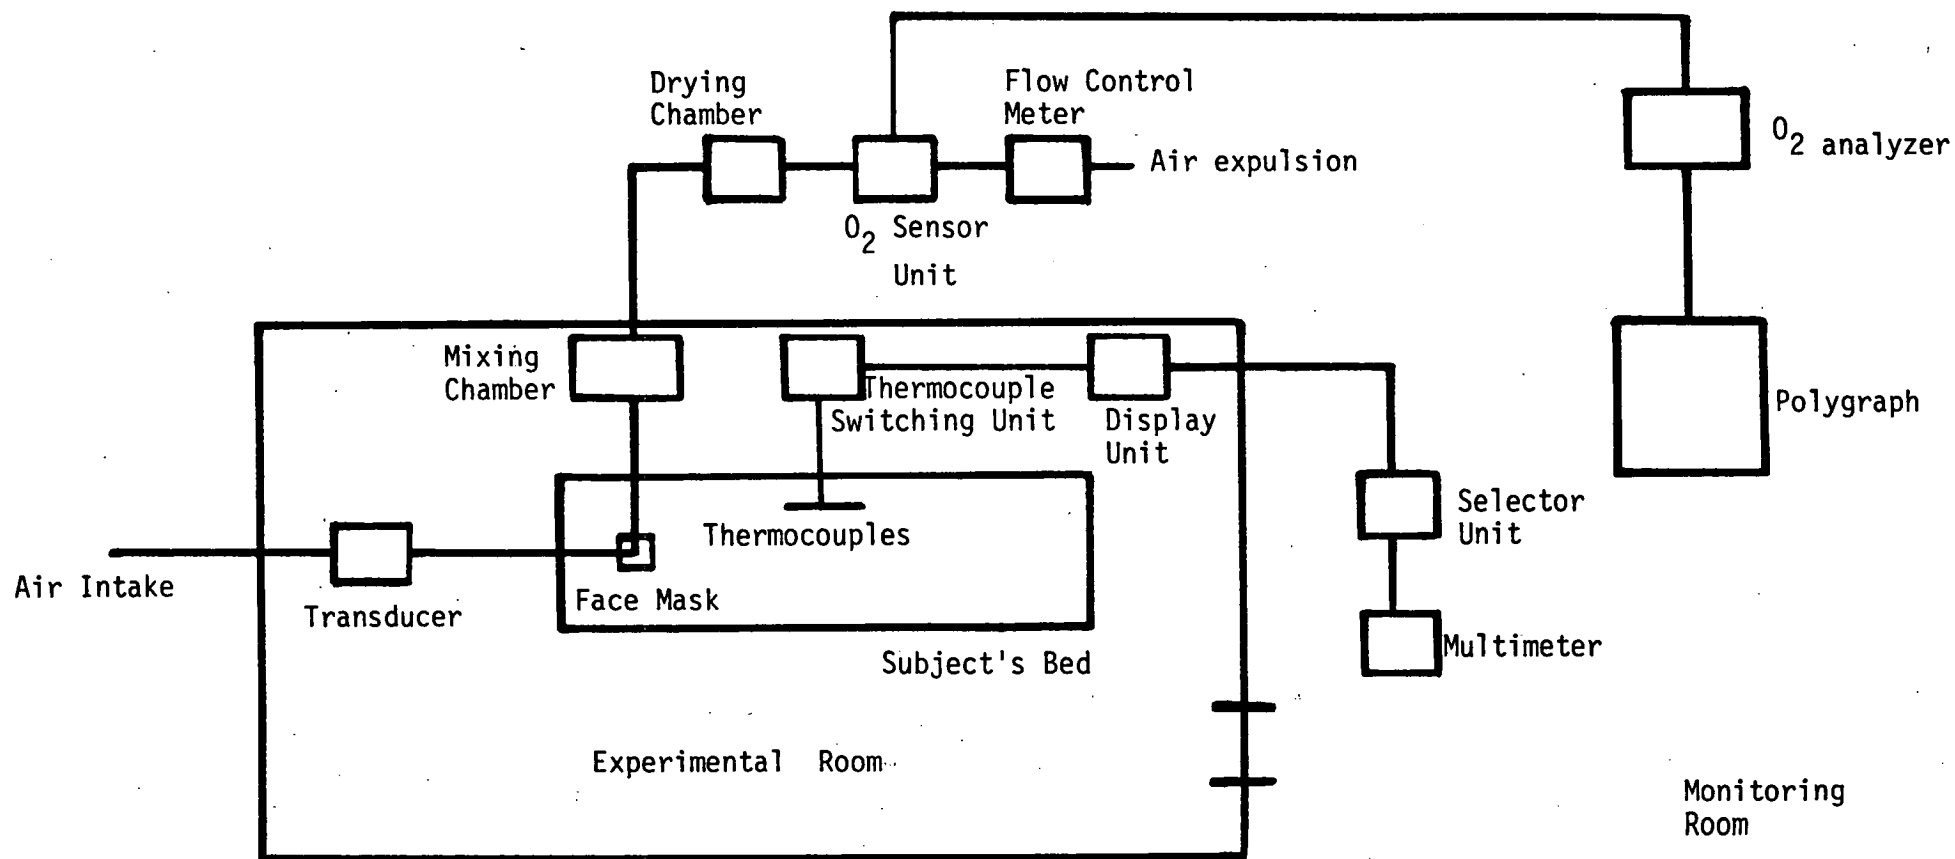 Drying
Chamber
Flow Control
Meter
Air expulsion
O2 analyzer
O2 Sensor
Unit
Mixing
Chamber
Thermocouple
Switching Unit
Display
Unit
Polygraph
Selector
Unit
Thermocouples
Air Intake
Transducer
Face Mask
Multimeter
Subject's Bed
Experimental Room
Monitoring
Room